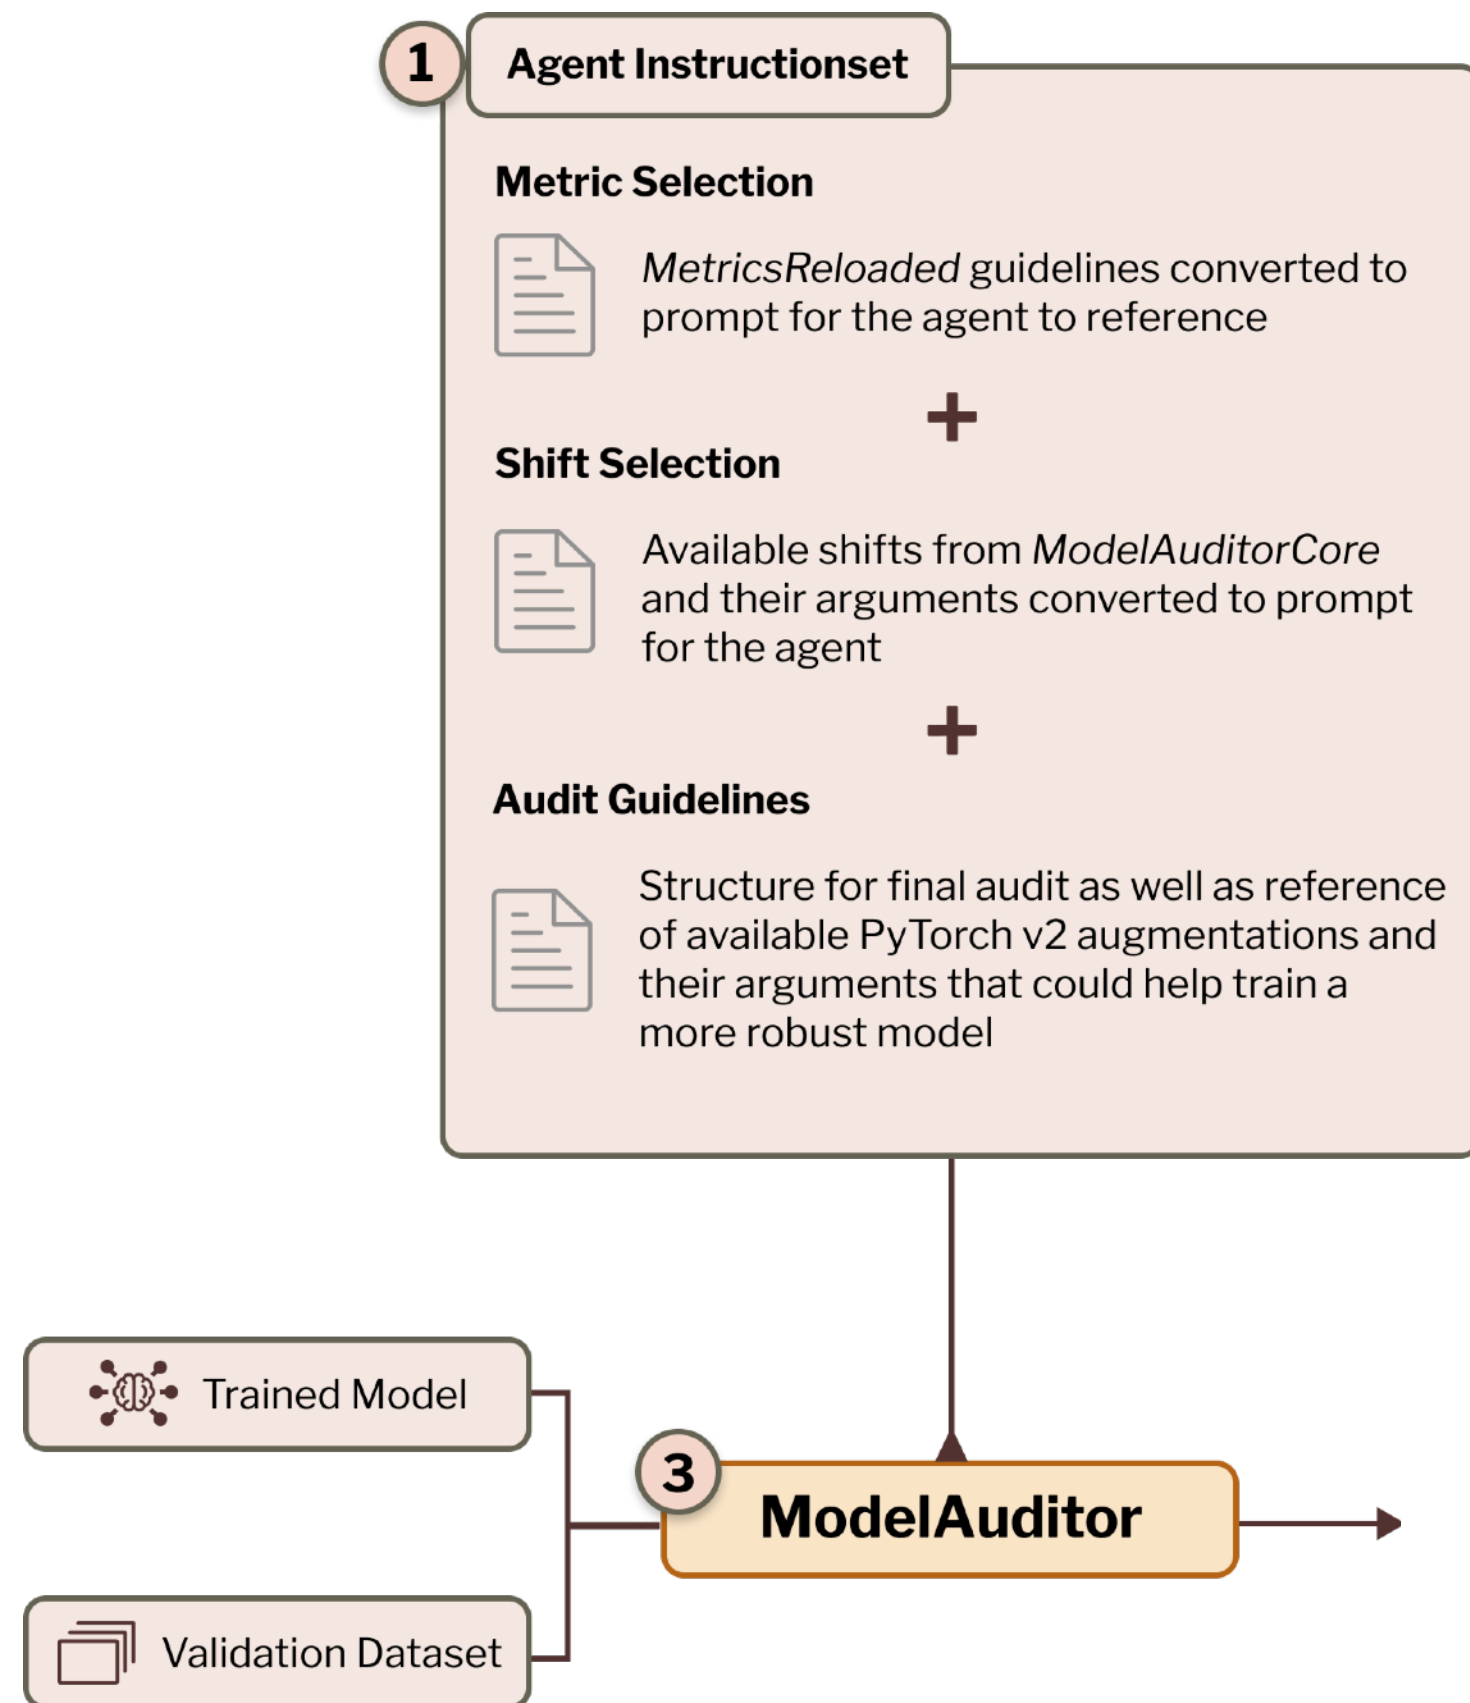 1
Agent Instructionset
Metric Selection
MetricsReloaded guidelines converted to
prompt for the agent to reference
+
Shift Selection
Available shifts from ModelAuditorCore
and their arguments converted to prompt
for the agent
+
Audit Guidelines
Structure for final audit as well as reference
of available PyTorch v2 augmentations and
their arguments that could help train a
more robust model
Trained Model
3
ModelAuditor
Validation Dataset